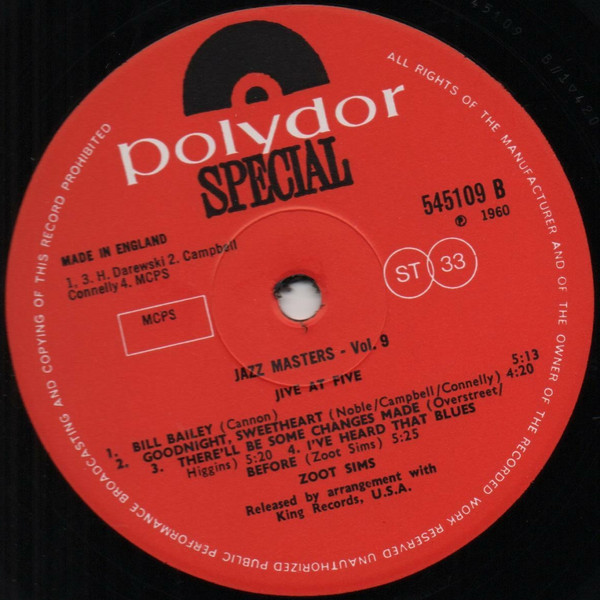 polydor
SPECIAL
545109 B
℗ 1960
MADE IN ENGLAND
1. 3. H. Darewski 2. Campbell
Connelly 4. MCPS
MCPS
ST 33
JAZZ MASTERS - Vol. 9
JIVE AT FIVE
1. BILL BAILEY (Cannon) 5:13
2. GOODNIGHT, SWEETHEART (Noble/Campbell/Connelly) 4:20
3. THERE'LL BE SOME CHANGES MADE (Overstreet/
Higgins) 5:20 4. I'VE HEARD THAT BLUES
BEFORE (Zoot Sims) 5:25
ZOOT SIMS
Released by arrangement with
King Records, U.S.A.
ALL RIGHTS OF THE MANUFACTURER AND OF THE OWNER OF THE RECORDED WORK RESERVED UNAUTHORIZED PUBLIC PERFORMANCE BROADCASTING AND COPYING OF THIS RECORD PROHIBITED